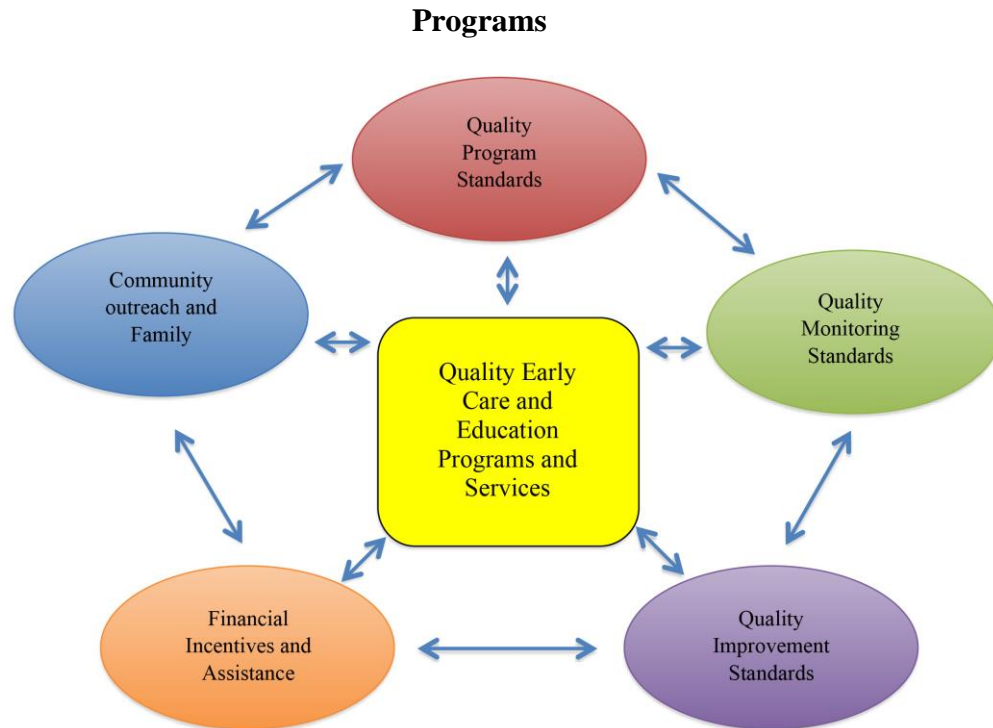 Programs
Quality
Program
Standards
Community
outreach and
Family
Quality
Monitoring
Standards
Quality Early
Care and
Education
Programs and
Services
Financial
Incentives and
Assistance
Quality
Improvement
Standards